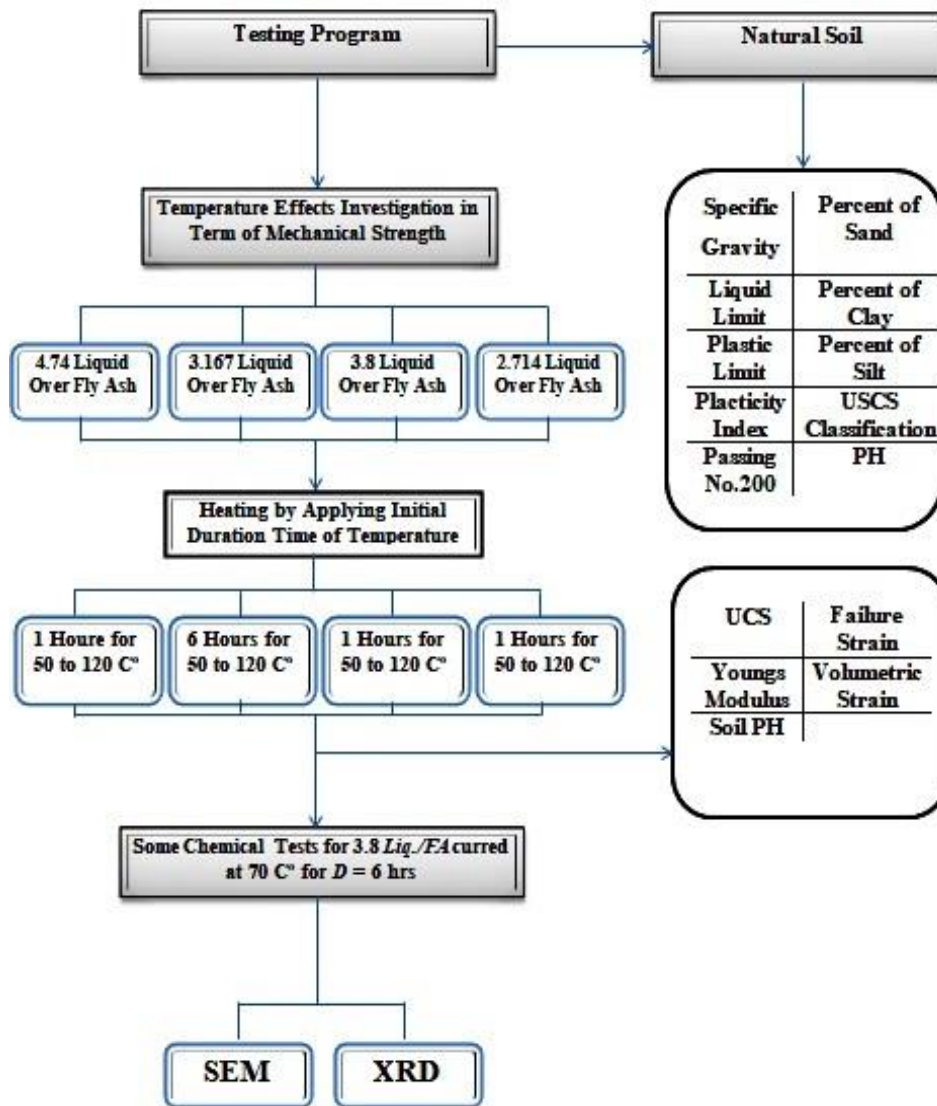 Testing Program
Natural Soil
Temperature Effects Investigation in
Term of Mechanical Strength
4.74 Liquid
Over Fly Ash
3.167 Liquid
Over Fly Ash
3.8 Liquid
Over Fly Ash
2.714 Liquid
Over Fly Ash
Specific
Gravity
Percent of
Sand
Liquid
Limit
Percent of
Clay
Plastic
Limit
Percent of
Silt
Placticity
Index
USCS
Classification
Passing
No.200
PH
Heating by Applying Initial
Duration Time of Temperature
1 Houre for
50 to 120 Cº
6 Hours for
50 to 120 Cº
1 Hours for
50 to 120 Cº
1 Hours for
50 to 120 Cº
UCS
Failure
Strain
Youngs
Modulus
Volumetric
Strain
Soil PH
Some Chemical Tests for 3.8 Liq./FA curred
at 70 Cº for D = 6 hrs
SEM
XRD